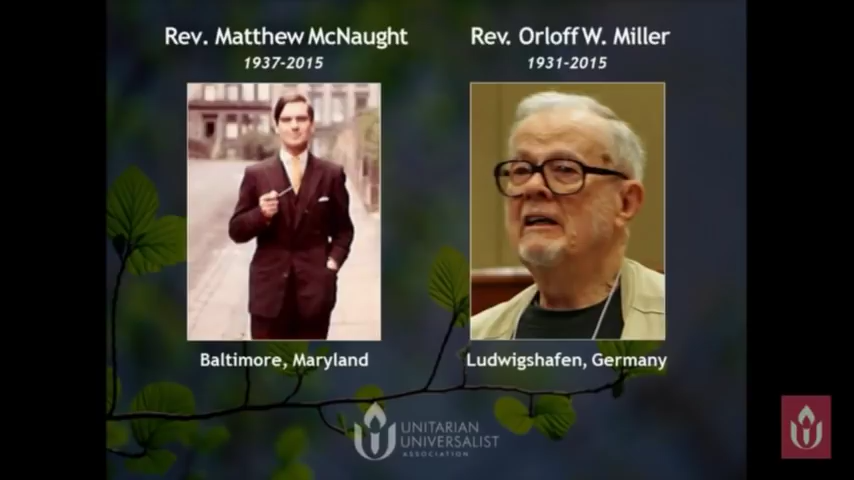 Rev. Matthew McNaught
1937-2015
Baltimore, Maryland
Rev. Orloff W. Miller
1931-2015
Ludwigshafen, Germany
UNITARIAN
UNIVERSALIST
ASSOCIATION